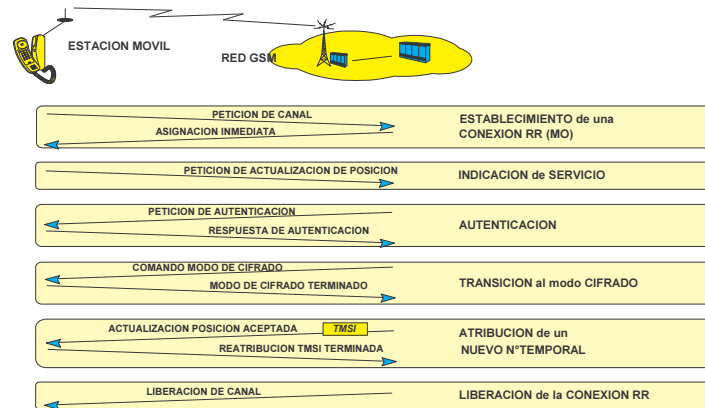 ESTACION MOVIL
RED GSM
PETICION DE CANAL
ASIGNACION INMEDIATA
ESTABLECIMIENTO de una
CONEXION RR (MO)
PETICION DE ACTUALIZACION DE POSICION
INDICACION de SERVICIO
PETICION DE AUTENTICACION
RESPUESTA DE AUTENTICACION
AUTENTICACION
COMANDO MODO DE CIFRADO
MODO DE CIFRADO TERMINADO
TRANSICION al modo CIFRADO
ACTUALIZACION POSICION ACEPTADA
TMSI
REATRIBUCION TMSI TERMINADA
ATRIBUCION de un
NUEVO N°TEMPORAL
LIBERACION DE CANAL
LIBERACION de la CONEXION RR